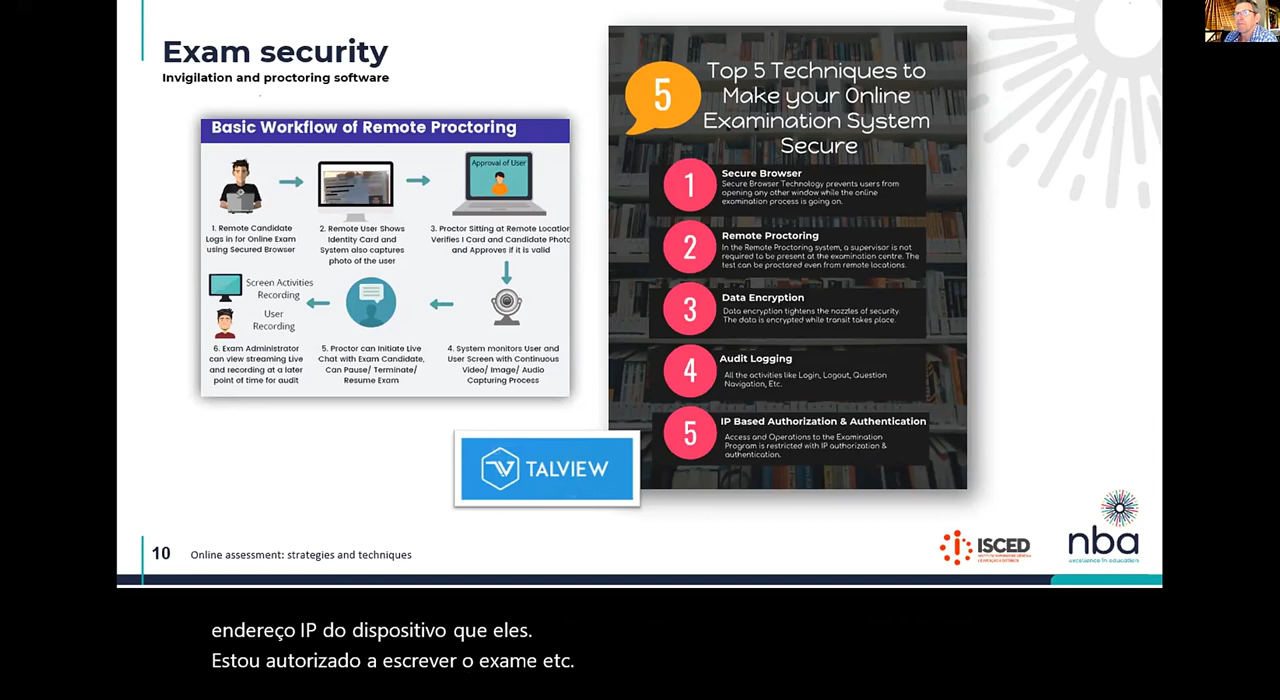 Exam security
Invigilation and proctoring software
Basic Workflow of Remote Proctoring
Approval of User
1. Remote Candidate
Logs in for Online Exam
using Secured Browser
2. Remote User Shows
Identity Card and
System also captures
photo of the user
3. Proctor Sitting at Remote Location
Verifies I Card and Candidate Photo
and Approves if it is valid
Screen Activities
Recording
User
Recording
6. Exam Administrator
can view streaming Live
and recording at a later
point of time for audit
5. Proctor can Initiate Live
Chat with Exam Candidate,
Can Pause/ Terminate/
Resume Exam
4. System monitors User and
User Screen with Continuous
Video/ Image/ Audio
Capturing Process
TALVIEW
5
Top 5 Techniques to
Make your Online
Examination System
Secure
1
Secure Browser
Secure Browser Technology prevents users from
opening any other window while the online
examination process is going on.
2
Remote Proctoring
In the Remote Proctoring system, a supervisor is not
required to be present at the examination centre. The
test can be proctored even from remote locations.
3
Data Encryption
Data encryption tightens the nozzles of security.
The data is encrypted while transit takes place.
4
Audit Logging
All the activities like Login, Logout, Question
Navigation, Etc.
5
IP Based Authorization & Authentication
Access and Operations to the Examination
Program is restricted with IP authorization &
authentication.
10 Online assessment: strategies and techniques
ISCED
nba
excellence in education
endereço IP do dispositivo que eles.
Estou autorizado a escrever o exame etc.